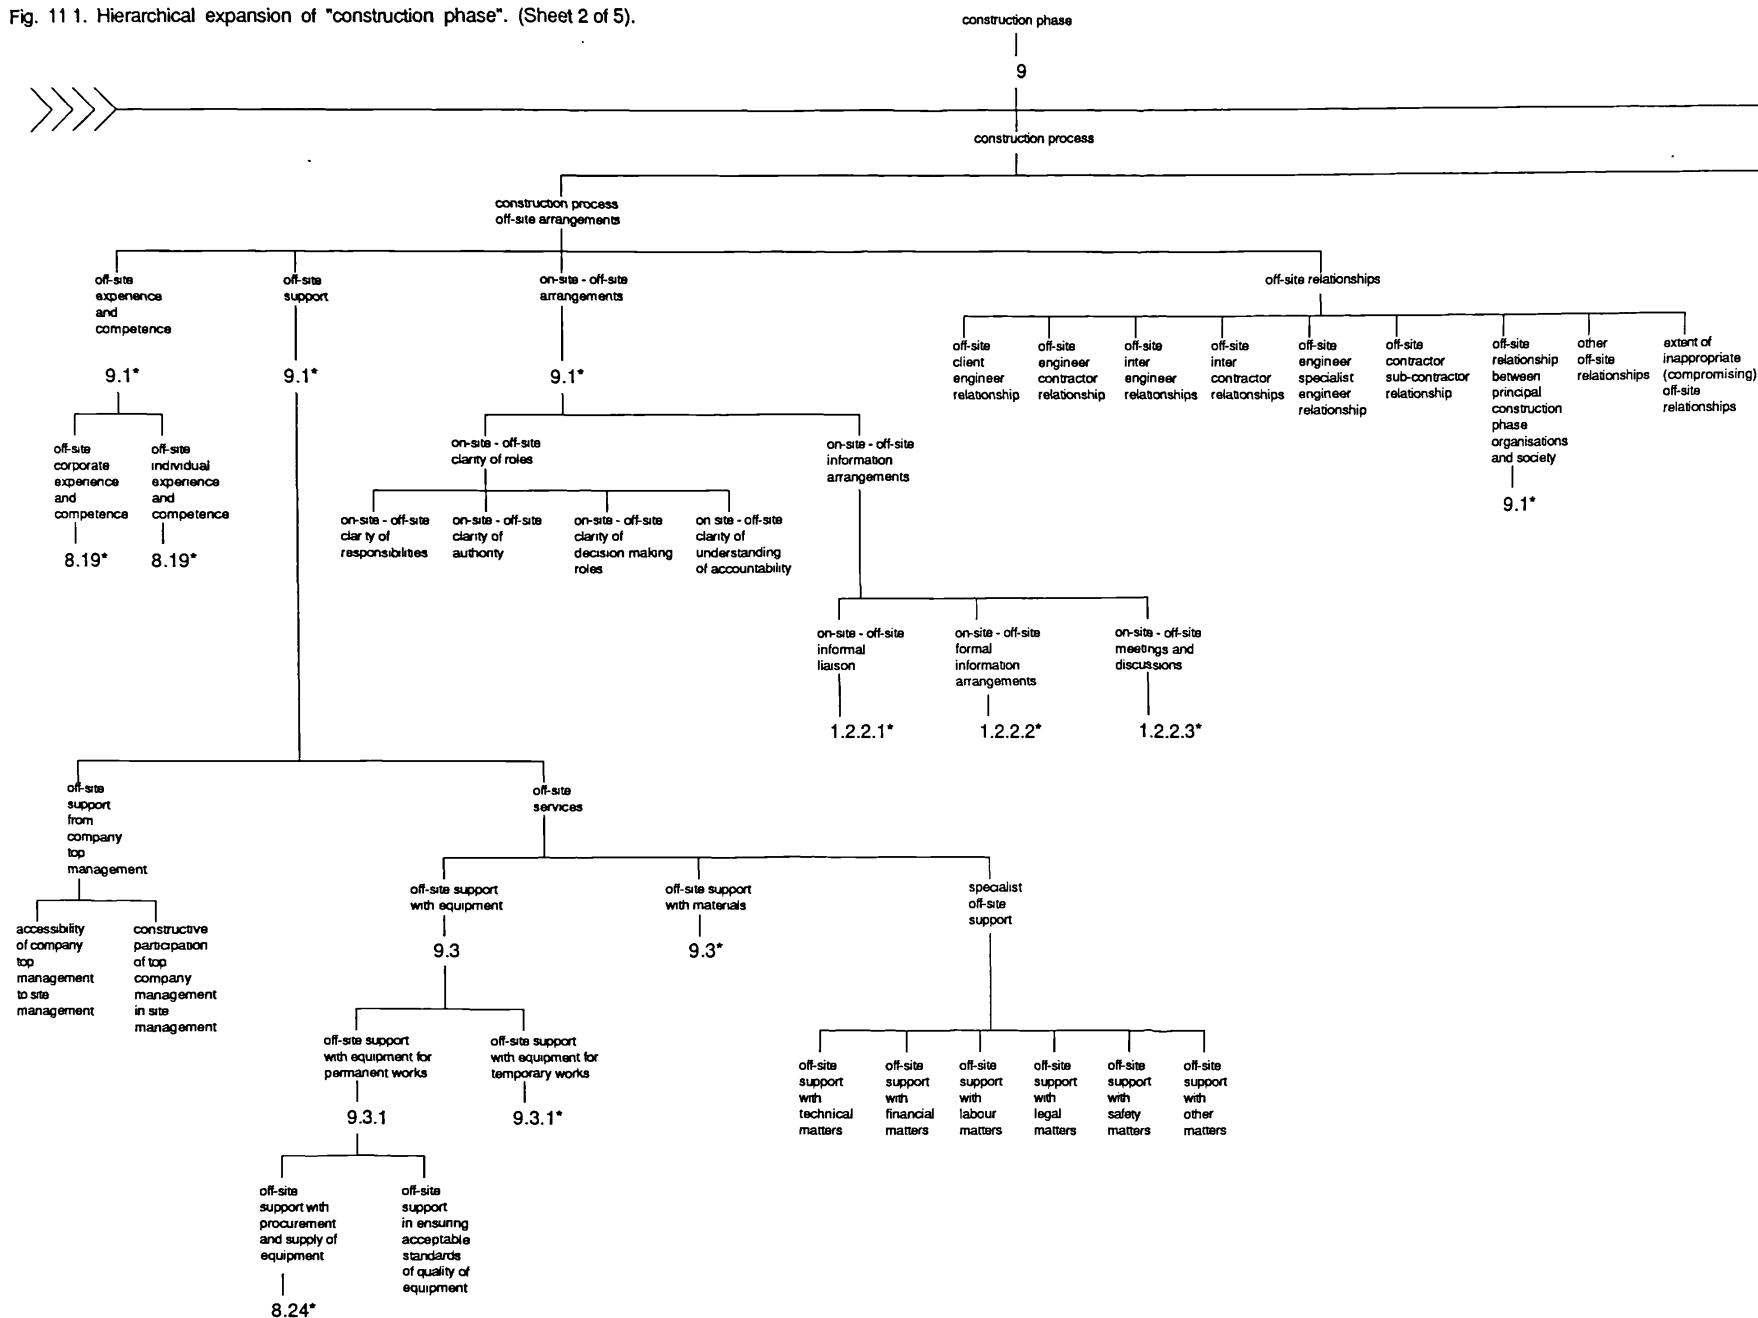 Fig. 11 1. Hierarchical expansion of "construction phase". (Sheet 2 of 5).
construction phase
9
construction process
construction process
off-site arrangements
off-site
experience
and
competence
off-site
support
on-site - off-site
arrangements
off-site relationships
9.1*
9.1*
9.1*
off-site
client
engineer
relationship
off-site
engineer
contractor
relationship
off-site
inter
engineer
relationships
off-site
inter
contractor
relationships
off-site
engineer
specialist
engineer
relationship
off-site
contractor
sub-contractor
relationship
off-site
relationship
between
principal
construction
phase
organisations
and society
other
off-site
relationships
extent of
inappropriate
(compromising)
off-site
relationships
9.1*
off-site
corporate
experience
and
competence
off-site
individual
experience
and
competence
8.19*
8.19*
on-site - off-site
clarity of roles
on-site - off-site
information
arrangements
on-site - off-site
clar ty of
responsibilities
on-site - off-site
clarity of
authority
on-site - off-site
clarity of
decision making
roles
on site - off-site
clarity of
understanding
of accountability
on-site - off-site
informal
liaison
on-site - off-site
formal
information
arrangements
on-site - off-site
meetings and
discussions
1.2.2.1*
1.2.2.2*
1.2.2.3*
off-site
support
from
company
top
management
off-site
services
accessibility
of company
top
management
to site
management
constructive
participation
of top
company
management
in site
management
off-site support
with equipment
off-site support
with materials
specialist
off-site
support
9.3
9.3*
off-site support
with equipment for
permanent works
off-site support
with equipment for
temporary works
9.3.1
9.3.1*
off-site
support
with
technical
matters
off-site
support
with
financial
matters
off-site
support
with
labour
matters
off-site
support
with
legal
matters
off-site
support
with
safety
matters
off-site
support
with
other
matters
off-site
support with
procurement
and supply of
equipment
off-site
support
in ensuring
acceptable
standards
of quality of
equipment
8.24*